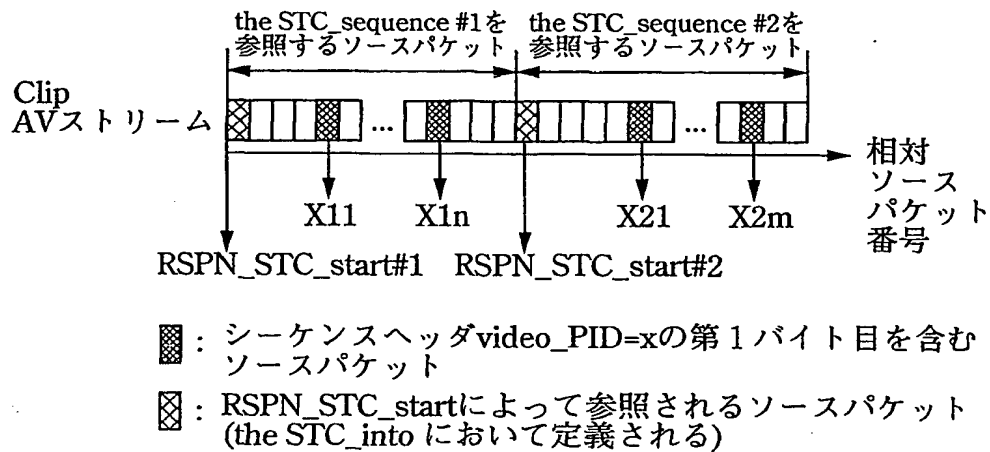 the STC_sequence #1を
参照するソースパケット
the STC_sequence #2を
参照するソースパケット
Clip
AVストリーム
...
...
相対
ソース
パケット
番号
X11
X1n
X21
X2m
RSPN_STC_start#1
RSPN_STC_start#2
: シーケンスヘッダvideo_PID=xの第1バイト目を含む
ソースパケット
: RSPN_STC_startによって参照されるソースパケット
(the STC_into において定義される)